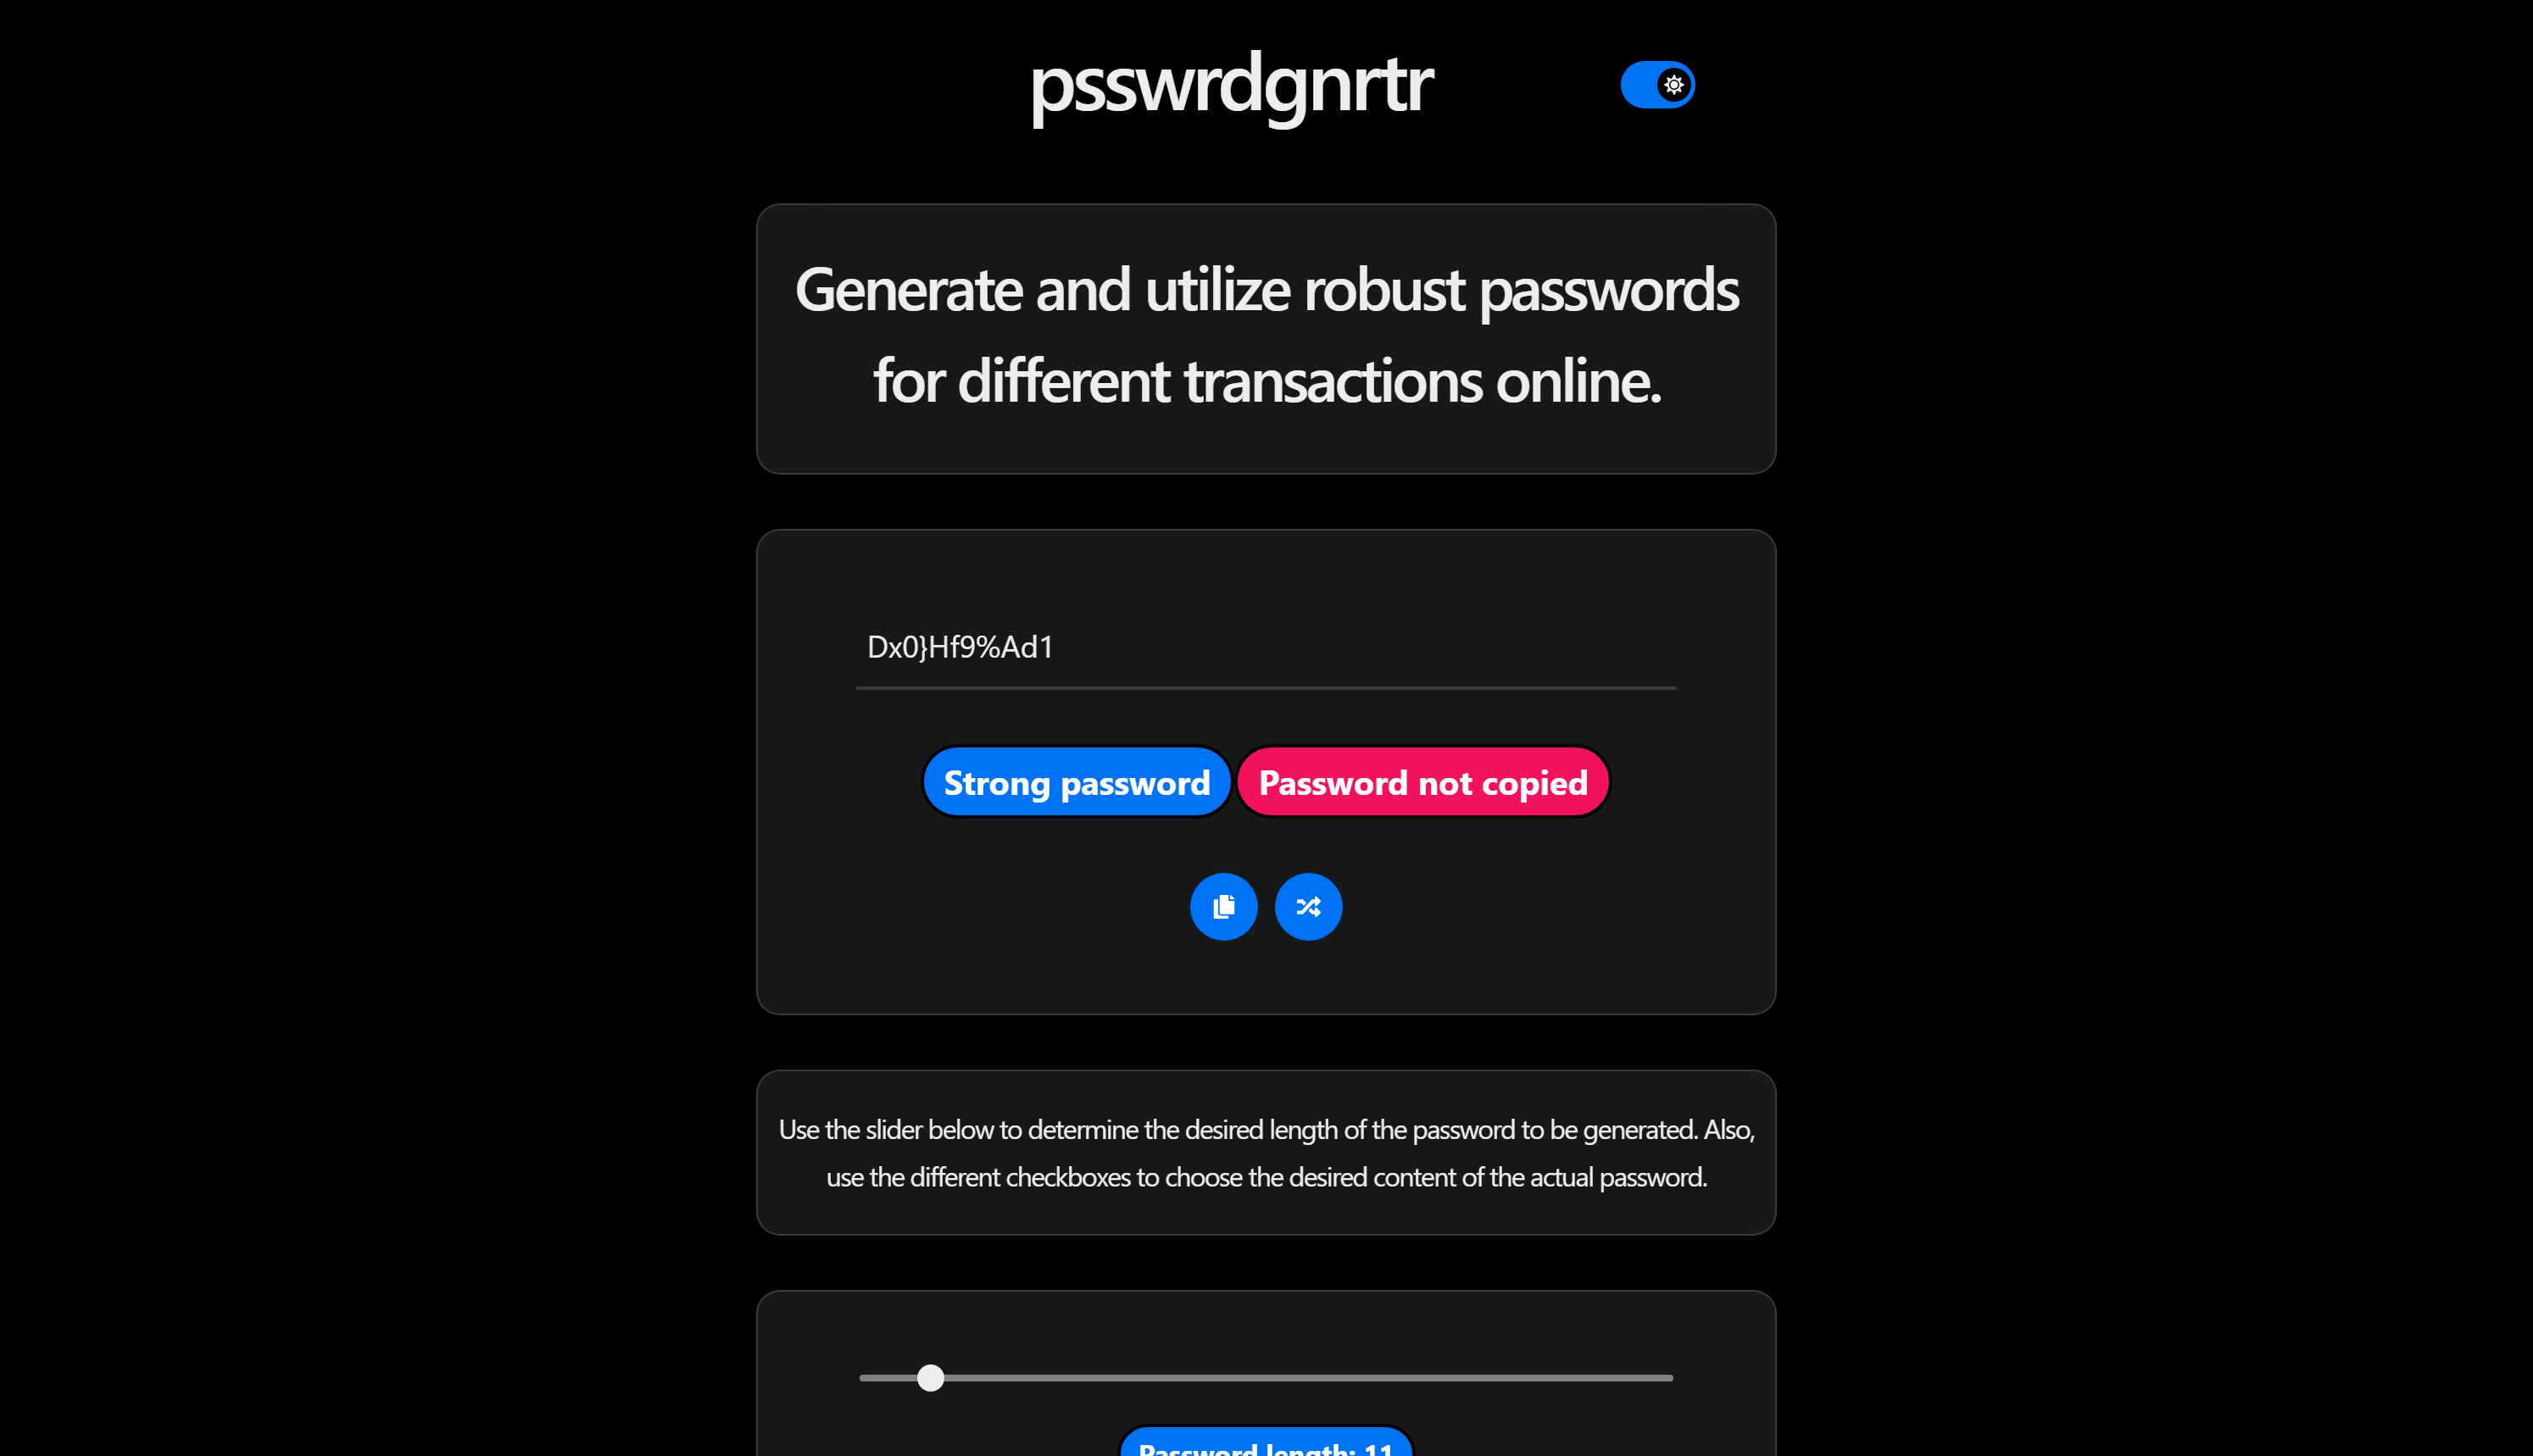 psswrdgnrtr
Generate and utilize robust passwords
for different transactions online.
Dx0}Hf9%Ad1
Strong password
Password not copied
Use the slider below to determine the desired length of the password to be generated. Also,
use the different checkboxes to choose the desired content of the actual password.
Password length: 11